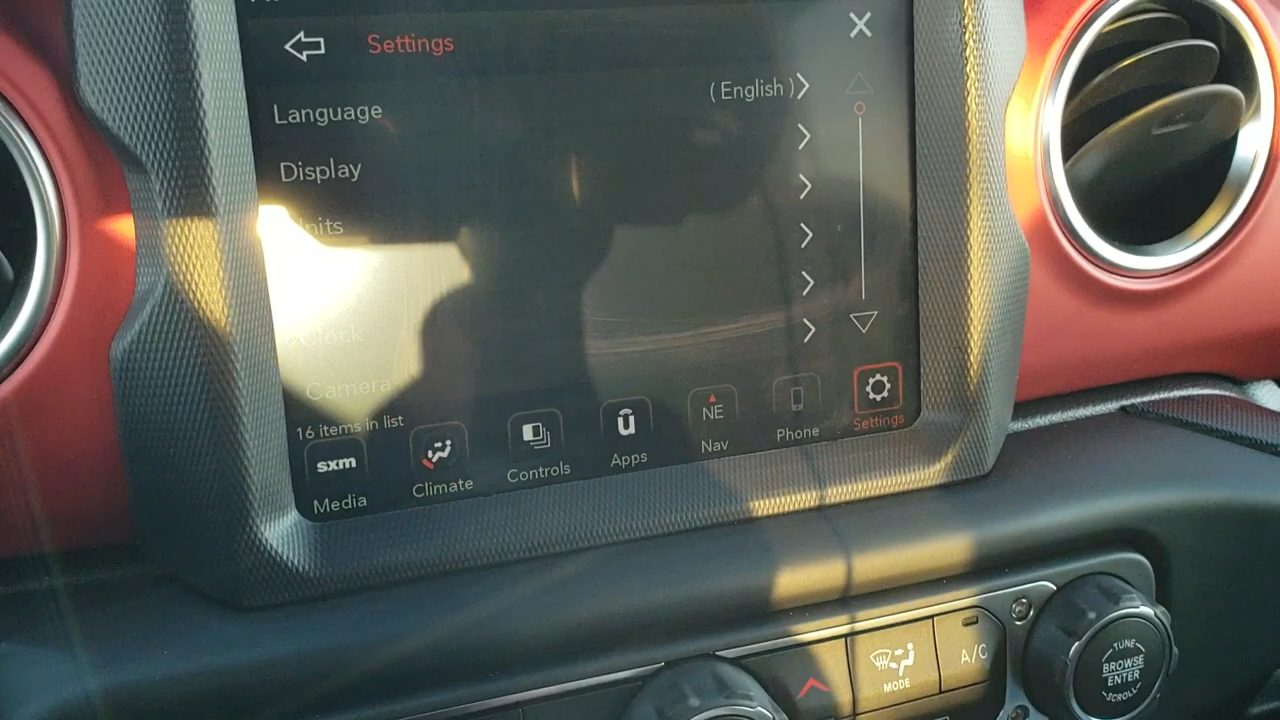 Settings
Language
( English )
Display
Units
Clock
Camera
16 items in list
sxm
NE
Media
Climate
Controls
Apps
Nav
Phone
Settings
MODE
A/C
TUNE
BROWSE
ENTER
SCROLL